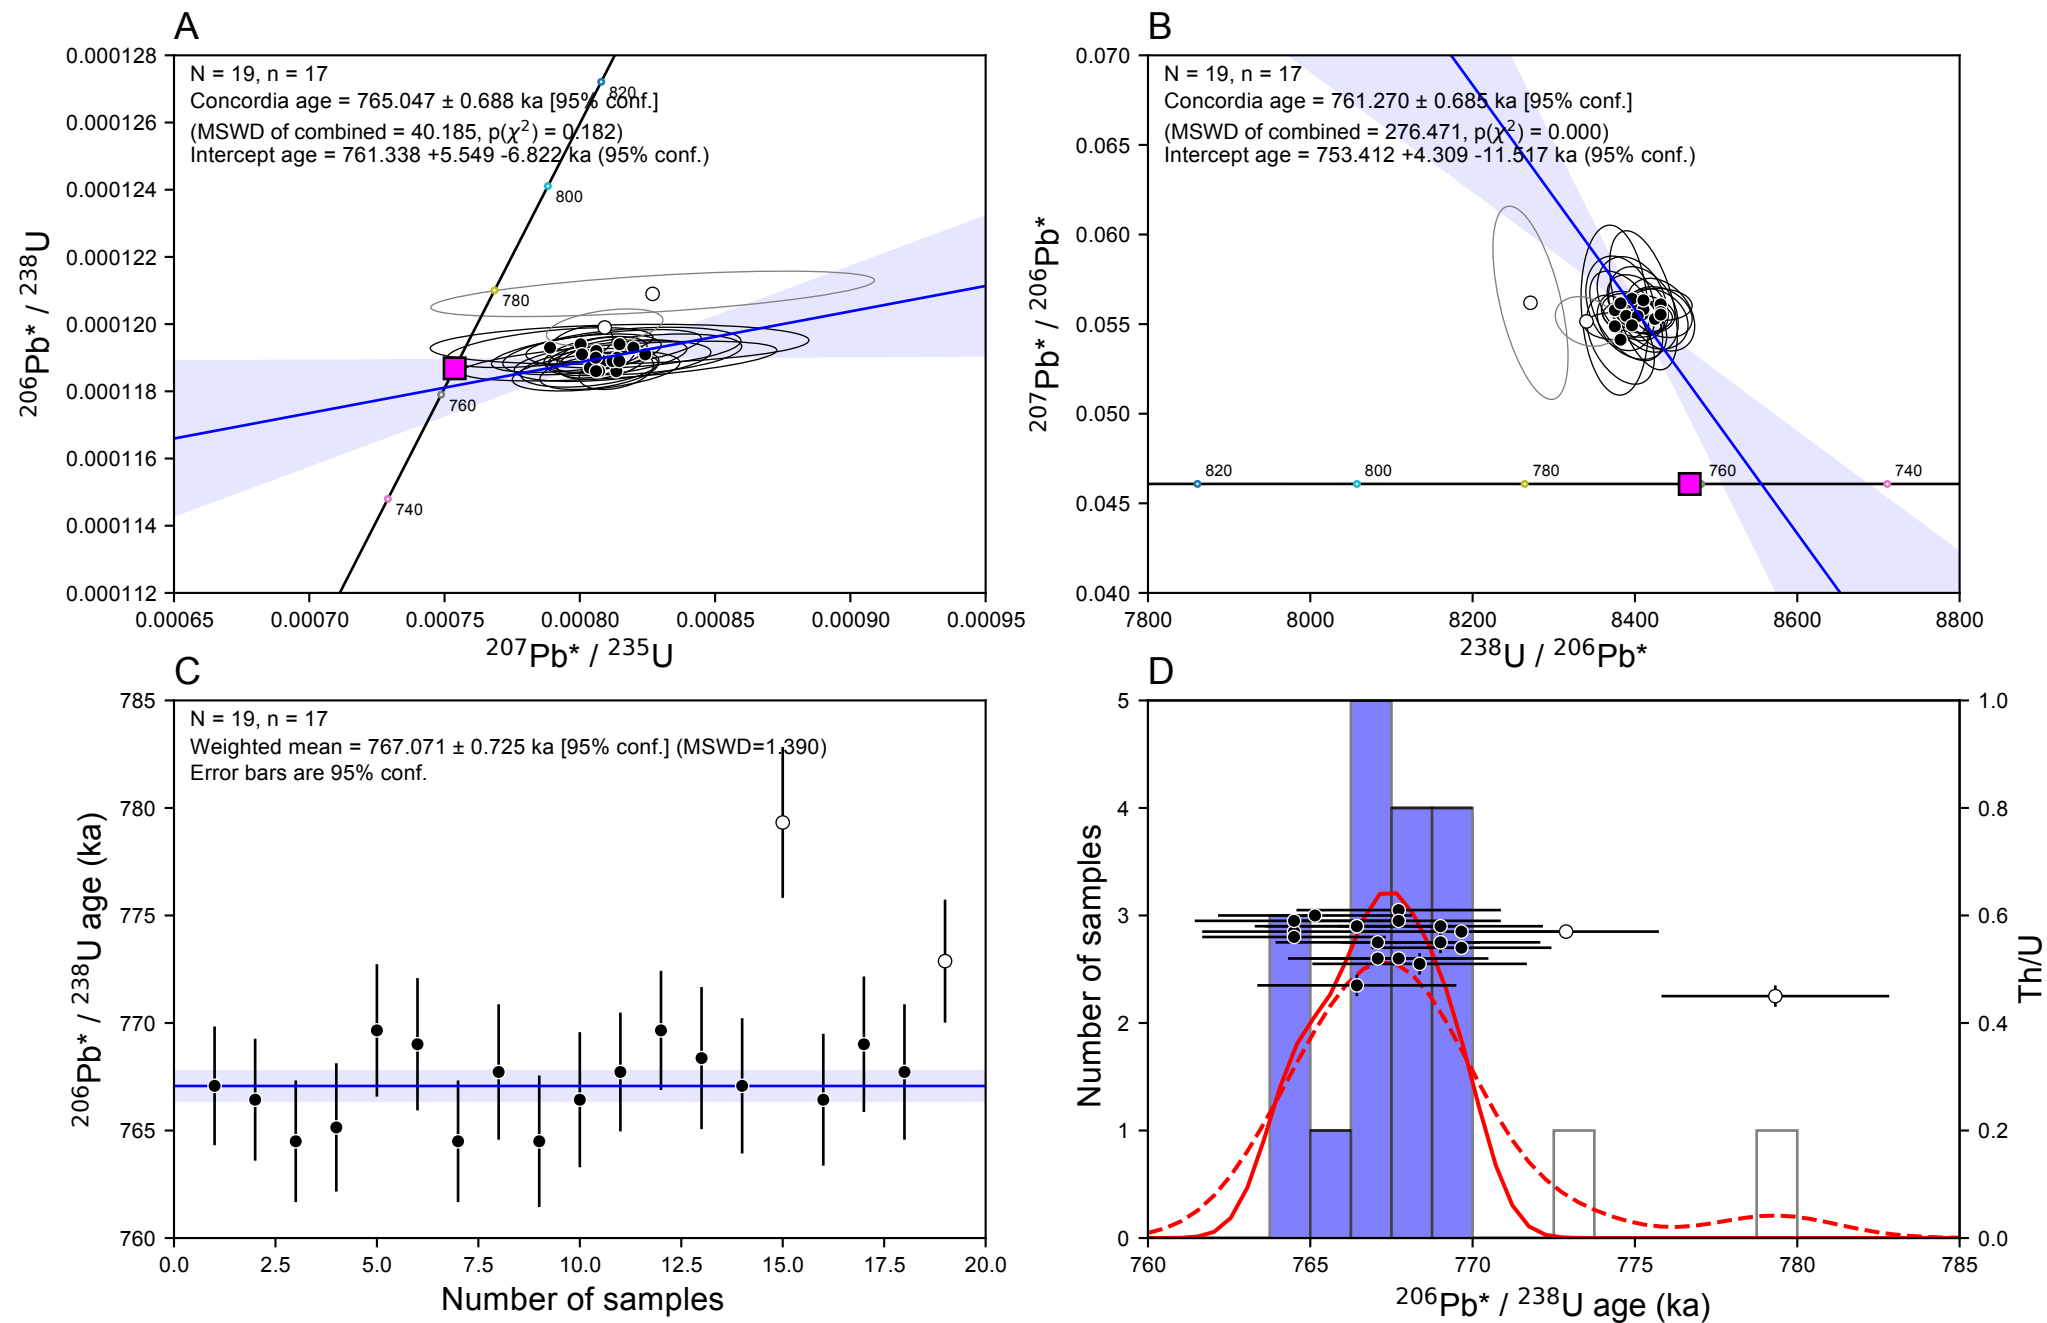 A
0.000128
0.000126
0.000124
0.000122
0.000120
0.000118
0.000116
0.000114
0.000112
²⁰⁶Pb* / ²³⁸U
N = 19, n = 17
Concordia age = 765.047 ± 0.688 ka [95% conf.]
(MSWD of combined = 40.185, p(χ²) = 0.182)
Intercept age = 761.338 +5.549 -6.822 ka (95% conf.)
820
800
780
760
740
0.00065 0.00070 0.00075 0.00080 0.00085 0.00090 0.00095
²⁰⁷Pb* / ²³⁵U
B
0.070
0.065
0.060
0.055
0.050
0.045
0.040
²⁰⁷Pb* / ²⁰⁶Pb*
N = 19, n = 17
Concordia age = 761.270 ± 0.685 ka [95% conf.]
(MSWD of combined = 276.471, p(χ²) = 0.000)
Intercept age = 753.412 +4.309 -11.517 ka (95% conf.)
820 800 780 760 740
7800 8000 8200 8400 8600 8800
²³⁸U / ²⁰⁶Pb*
C
785
780
775
770
765
760
²⁰⁶Pb* / ²³⁸U age (ka)
N = 19, n = 17
Weighted mean = 767.071 ± 0.725 ka [95% conf.] (MSWD=1.390)
Error bars are 95% conf.
0.0 2.5 5.0 7.5 10.0 12.5 15.0 17.5 20.0
Number of samples
D
5
4
3
2
1
0
Number of samples
1.0
0.8
0.6
0.4
0.2
0.0
Th/U
760 765 770 775 780 785
²⁰⁶Pb* / ²³⁸U age (ka)